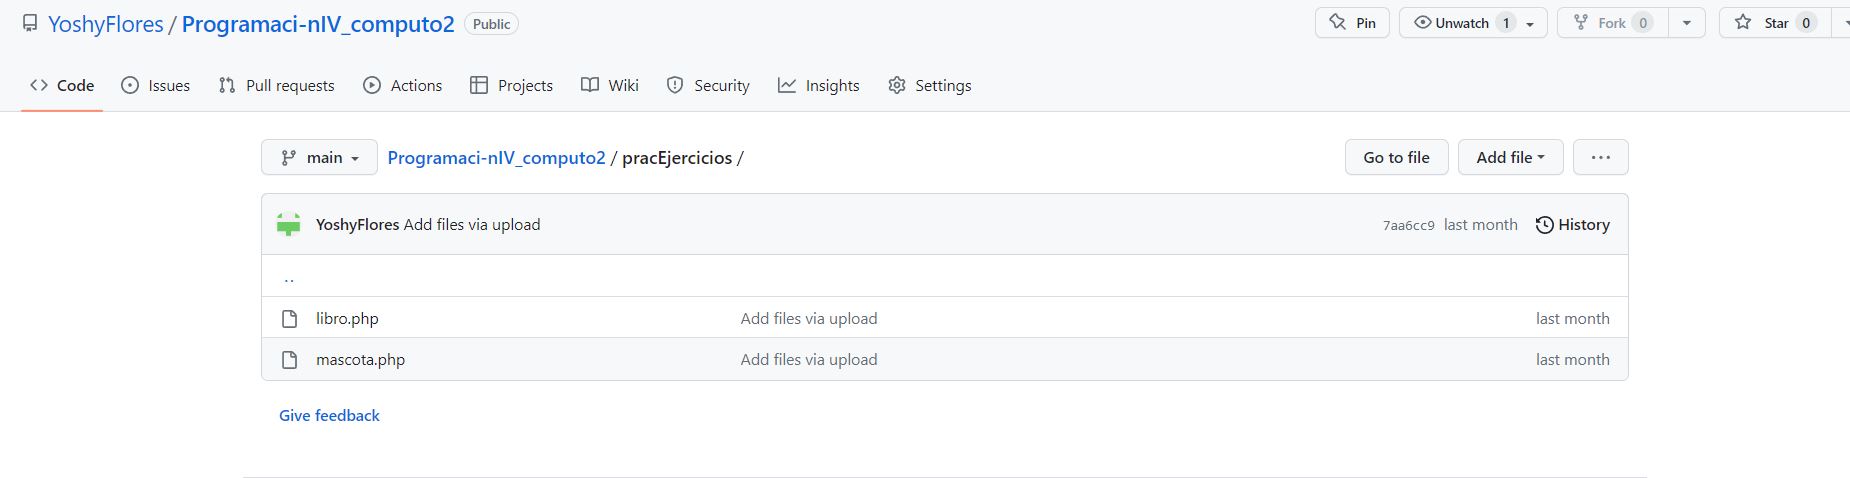 YoshyFlores / Programaci-nIV_computo2 Public Pin Unwatch 1 Fork 0 Star 0
Code Issues Pull requests Actions Projects Wiki Security Insights Settings
main Programaci-nIV_computo2 / pracEjercicios / Go to file Add file ...
YoshyFlores Add files via upload 7aa6cc9 last month History
..
libro.php Add files via upload last month
mascota.php Add files via upload last month
Give feedback